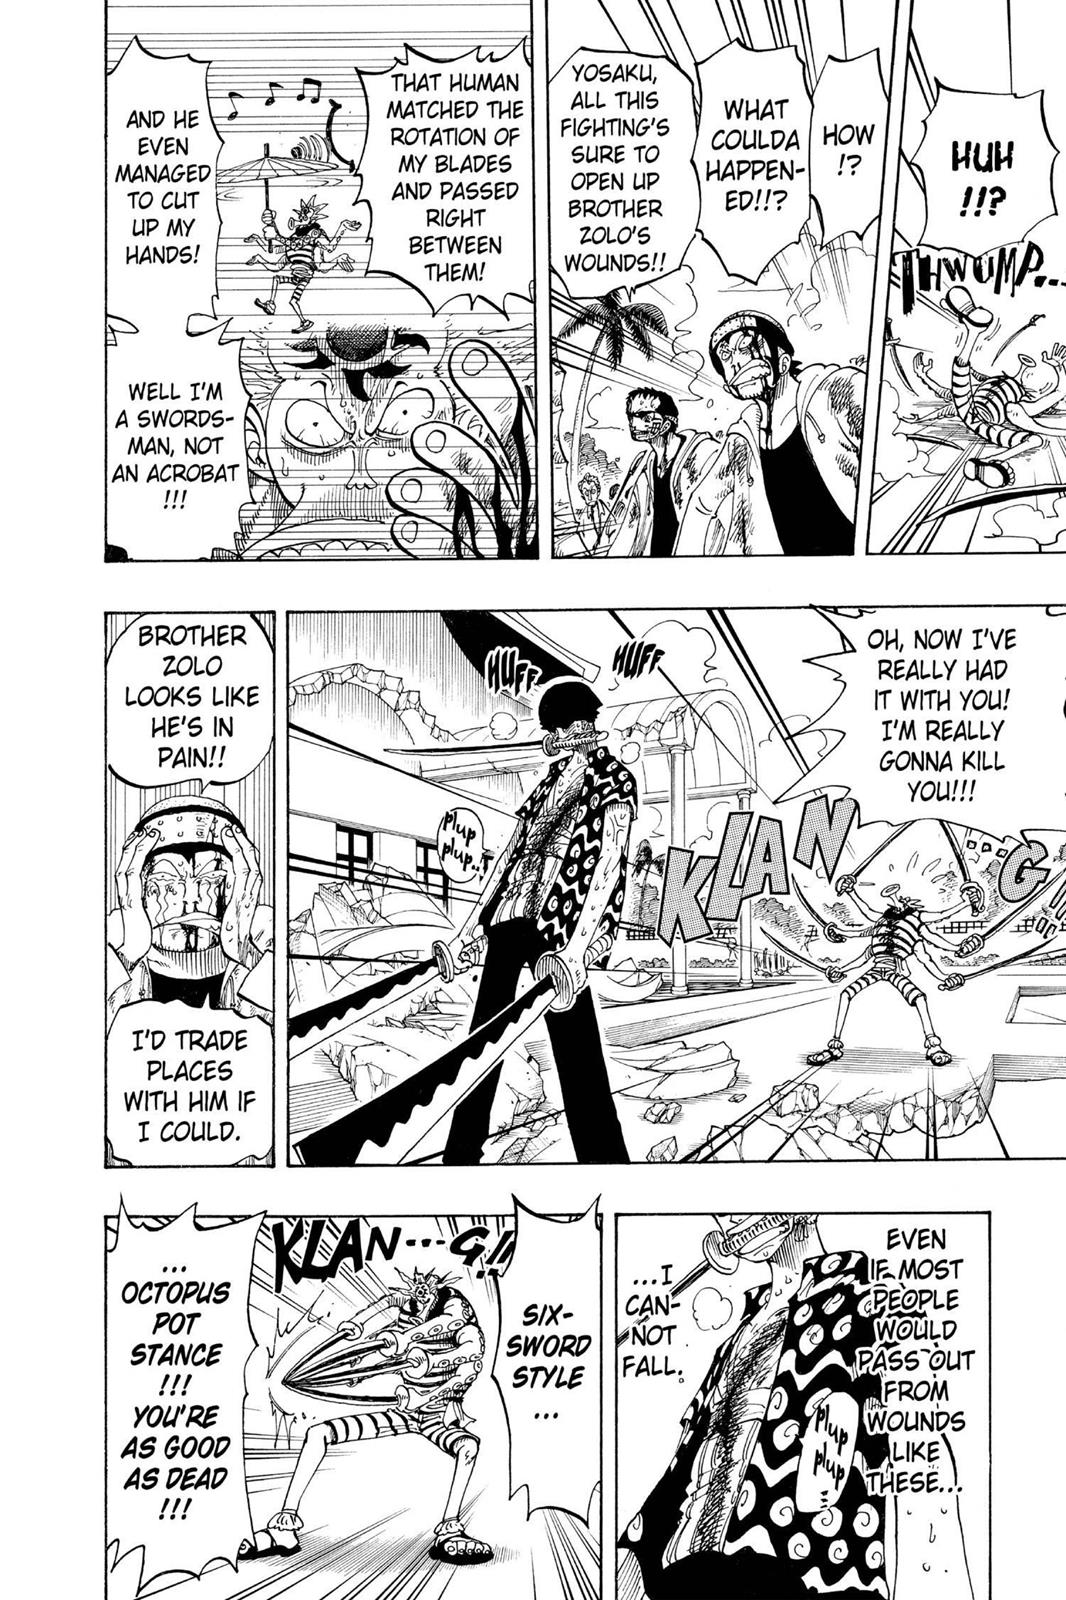 HUH
!!?
THWUMP...
HOW
!?
WHAT
COULDA
HAPPEN-
ED!!?
YOSAKU,
ALL THIS
FIGHTING'S
SURE TO
OPEN UP
BROTHER
ZOLO'S
WOUNDS!!
THAT HUMAN
MATCHED THE
ROTATION OF
MY BLADES
AND PASSED
RIGHT
BETWEEN
THEM!
AND HE
EVEN
MANAGED
TO CUT
UP MY
HANDS!
WELL I'M
A SWORDS-
MAN, NOT
AN ACROBAT
!!!
OH, NOW I'VE
REALLY HAD
IT WITH YOU!
I'M REALLY
GONNA KILL
YOU!!!
KLANG
HUFF
HUFF
plup
plup...
BROTHER
ZOLO
LOOKS LIKE
HE'S IN
PAIN!!
I'D TRADE
PLACES
WITH HIM IF
I COULD.
EVEN
IF MOST
PEOPLE
WOULD
PASS OUT
FROM
WOUNDS
LIKE
THESE...
plup
plup
...I
CAN-
NOT
FALL.
SIX-
SWORD
STYLE
...
KLAN...G!!
...
OCTOPUS
POT
STANCE
!!!
YOU'RE
AS GOOD
AS DEAD
!!!